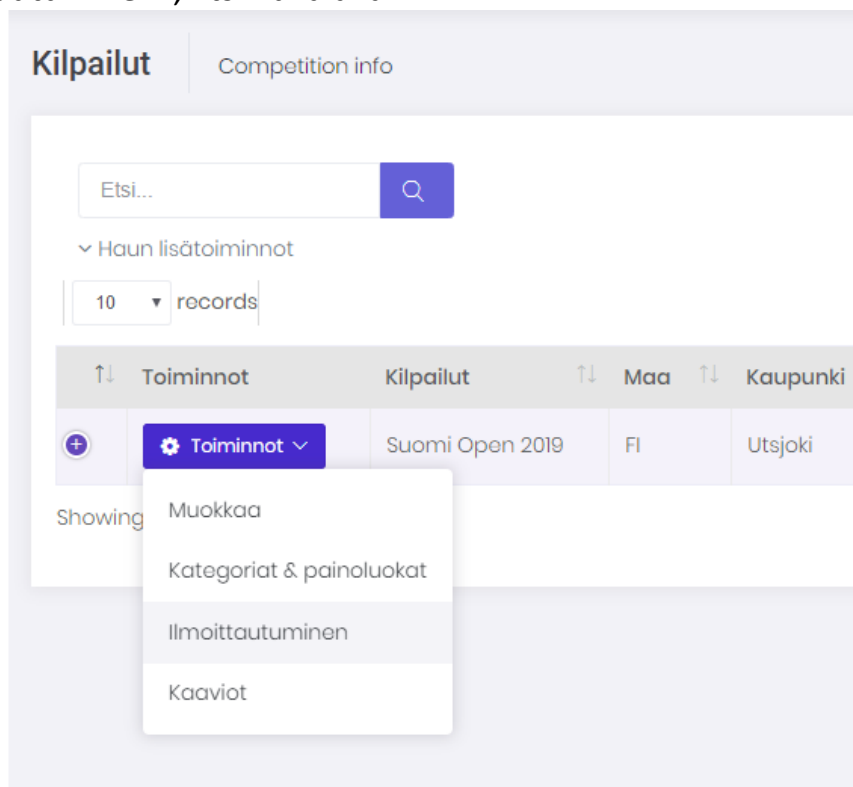 Kilpailut Competition info
Etsi...
Haun lisätoiminnot
10 records
Toiminnot Kilpailut Maa Kaupunki
Toiminnot Suomi Open 2019 FI Utsjoki
Showing
Muokkaa
Kategoriat & painoluokat
Ilmoittautuminen
Kaaviot